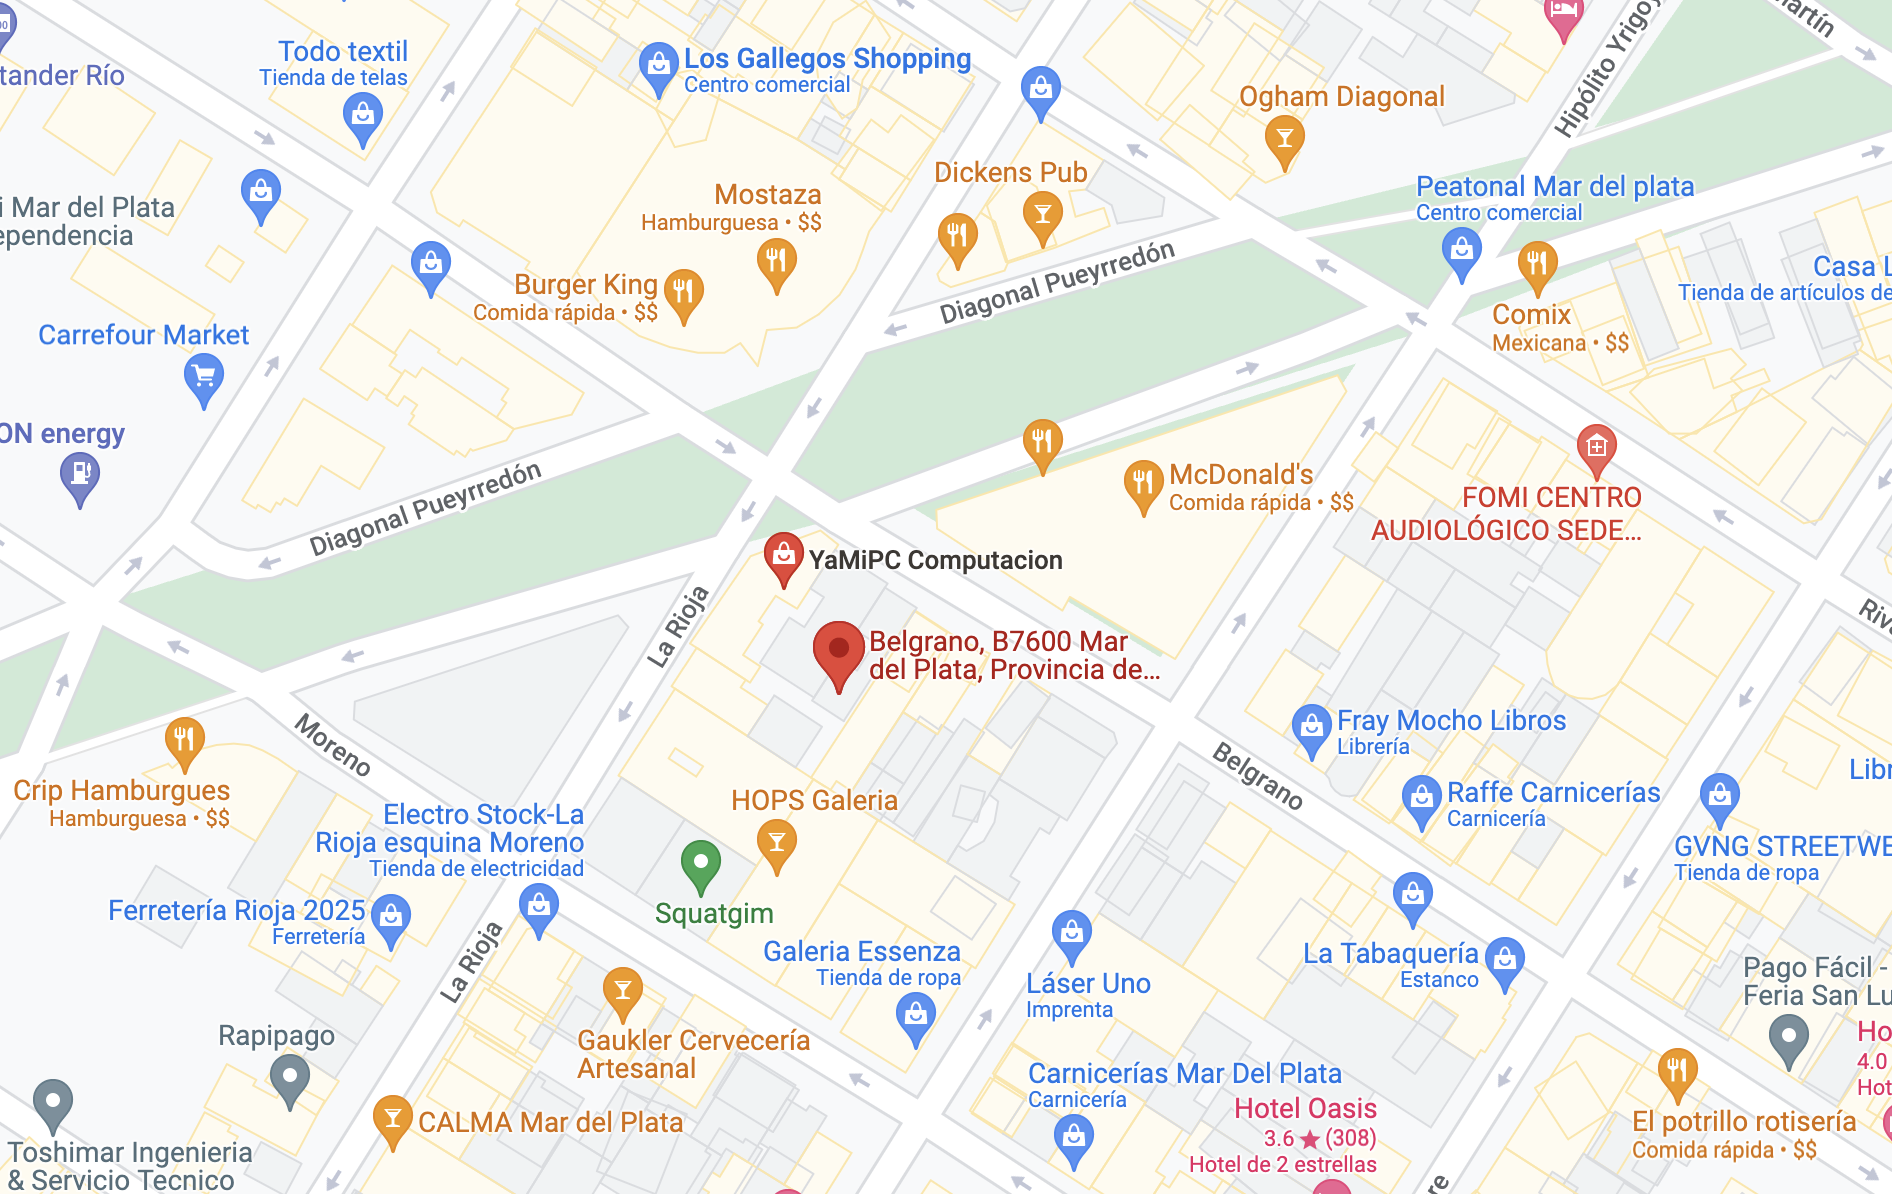 Martín
Todo textil
Tienda de telas
tander Río
Los Gallegos Shopping
Centro comercial
Hipólito Yrigoy
Ogham Diagonal
Dickens Pub
Peatonal Mar del plata
Centro comercial
Mostaza
Hamburguesa • $$
i Mar del Plata
ependencia
Diagonal Pueyrredón
Burger King
Comida rápida • $$
Casa L
Tienda de artículos de
Comix
Mexicana • $$
Carrefour Market
ON energy
McDonald's
Comida rápida • $$
FOMI CENTRO
AUDIOLÓGICO SEDE...
Diagonal Pueyrredón
YaMiPC Computacion
La Rioja
Riva
Belgrano, B7600 Mar
del Plata, Provincia de...
Moreno
Fray Mocho Libros
Librería
Belgrano
Libr
Crip Hamburgues
Hamburguesa • $$
HOPS Galeria
Raffe Carnicerías
Carnicería
Electro Stock-La
Rioja esquina Moreno
Tienda de electricidad
GVNG STREETWE
Tienda de ropa
Ferretería Rioja 2025
Ferretería
Squatgim
La Rioja
Galeria Essenza
Tienda de ropa
La Tabaquería
Estanco
Láser Uno
Imprenta
Pago Fácil -
Feria San Lu
Rapipago
Gaukler Cervecería
Artesanal
Ho
4.0
Hot
Carnicerías Mar Del Plata
Carnicería
Hotel Oasis
3.6 ★ (308)
Hotel de 2 estrellas
CALMA Mar del Plata
El potrillo rotisería
Comida rápida • $$
Toshimar Ingenieria
& Servicio Tecnico
re